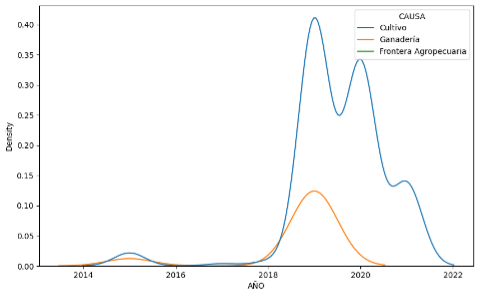 CAUSA
Cultivo
Ganadería
Frontera Agropecuaria
0.40
0.35
0.30
0.25
0.20
0.15
0.10
0.05
0.00
Density
2014 2016 2018 2020 2022
AÑO